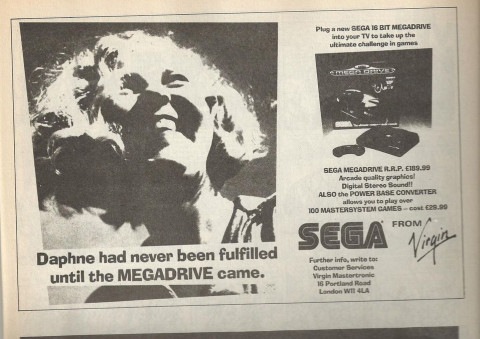 Daphne had never been fulfilled
until the MEGADRIVE came.
Plug a new SEGA 16 BIT MEGADRIVE
into your TV to take up the
ultimate challenge in games
MEGA DRIVE
SEGA MEGADRIVE R.R.P. £189.99
Arcade quality graphics!
Digital Stereo Sound!!
ALSO the POWER BASE CONVERTER
allows you to play over
100 MASTERSYSTEM GAMES – cost £29.99
SEGA FROM Virgin
Further info, write to:
Customer Services
Virgin Mastertronic
16 Portland Road
London W11 4LA